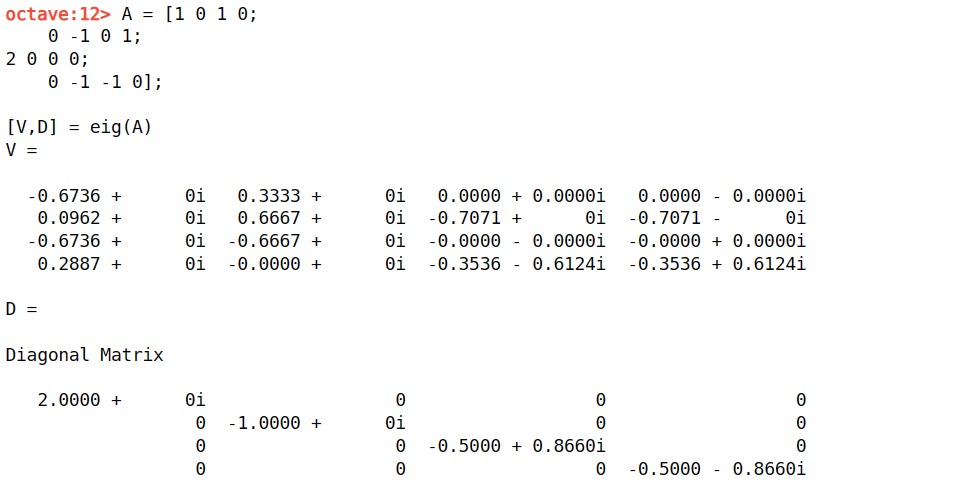 octave:12> A = [1 0 1 0;
    0 -1 0 1;
2 0 0 0;
    0 -1 -1 0];

[V,D] = eig(A)
V =

  -0.6736 +      0i   0.3333 +      0i   0.0000 + 0.0000i   0.0000 - 0.0000i
   0.0962 +      0i   0.6667 +      0i  -0.7071 +      0i  -0.7071 -      0i
  -0.6736 +      0i  -0.6667 +      0i  -0.0000 - 0.0000i  -0.0000 + 0.0000i
   0.2887 +      0i  -0.0000 +      0i  -0.3536 - 0.6124i  -0.3536 + 0.6124i

D =

Diagonal Matrix

   2.0000 +      0i                  0                  0                  0
                  0  -1.0000 +      0i                  0                  0
                  0                  0  -0.5000 + 0.8660i                  0
                  0                  0                  0  -0.5000 - 0.8660i